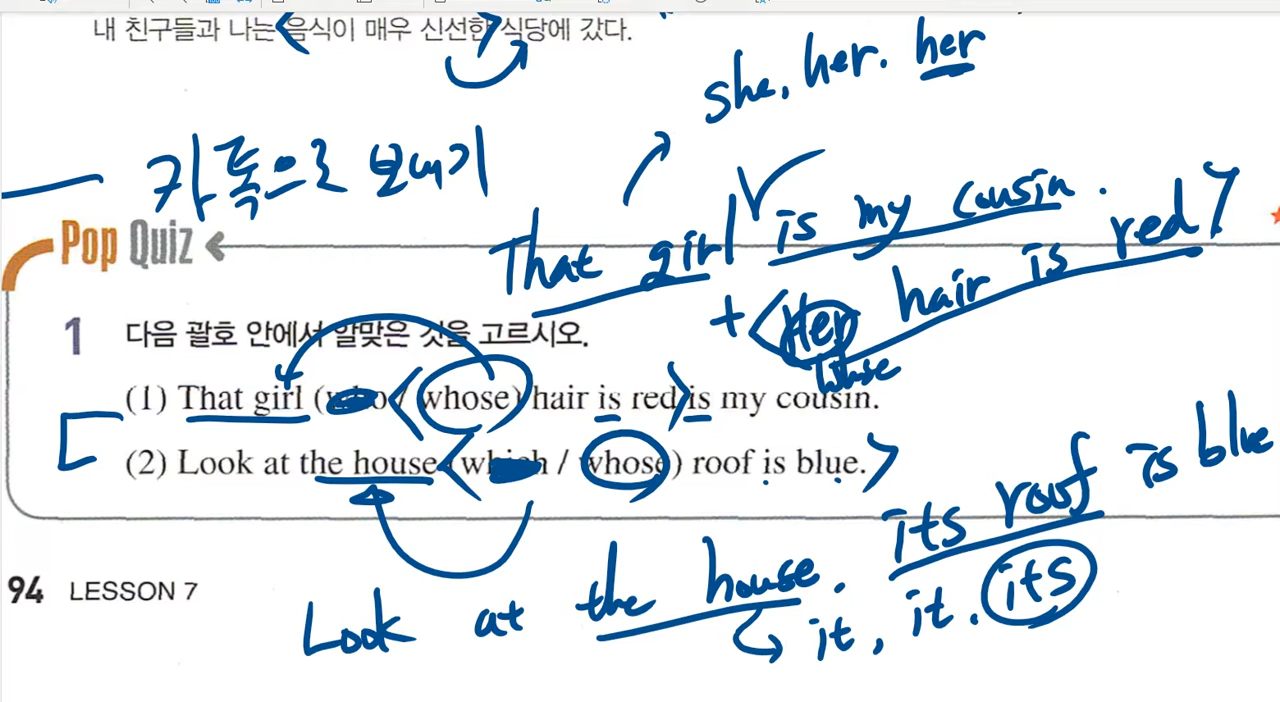 내 친구들과 나는 음식이 매우 신선한 식당에 갔다.
she, her. her
카톡으로 보내기
That girl is my cousin.
+ <Her hair is red>
whose
Pop Quiz
1 다음 괄호 안에서 알맞은 것을 고르시오.
(1) That girl (who / whose) hair is red is my cousin.
(2) Look at the house (which / whose) roof is blue.
its roof is blue
Look at the house.
it, it. its
94 LESSON 7